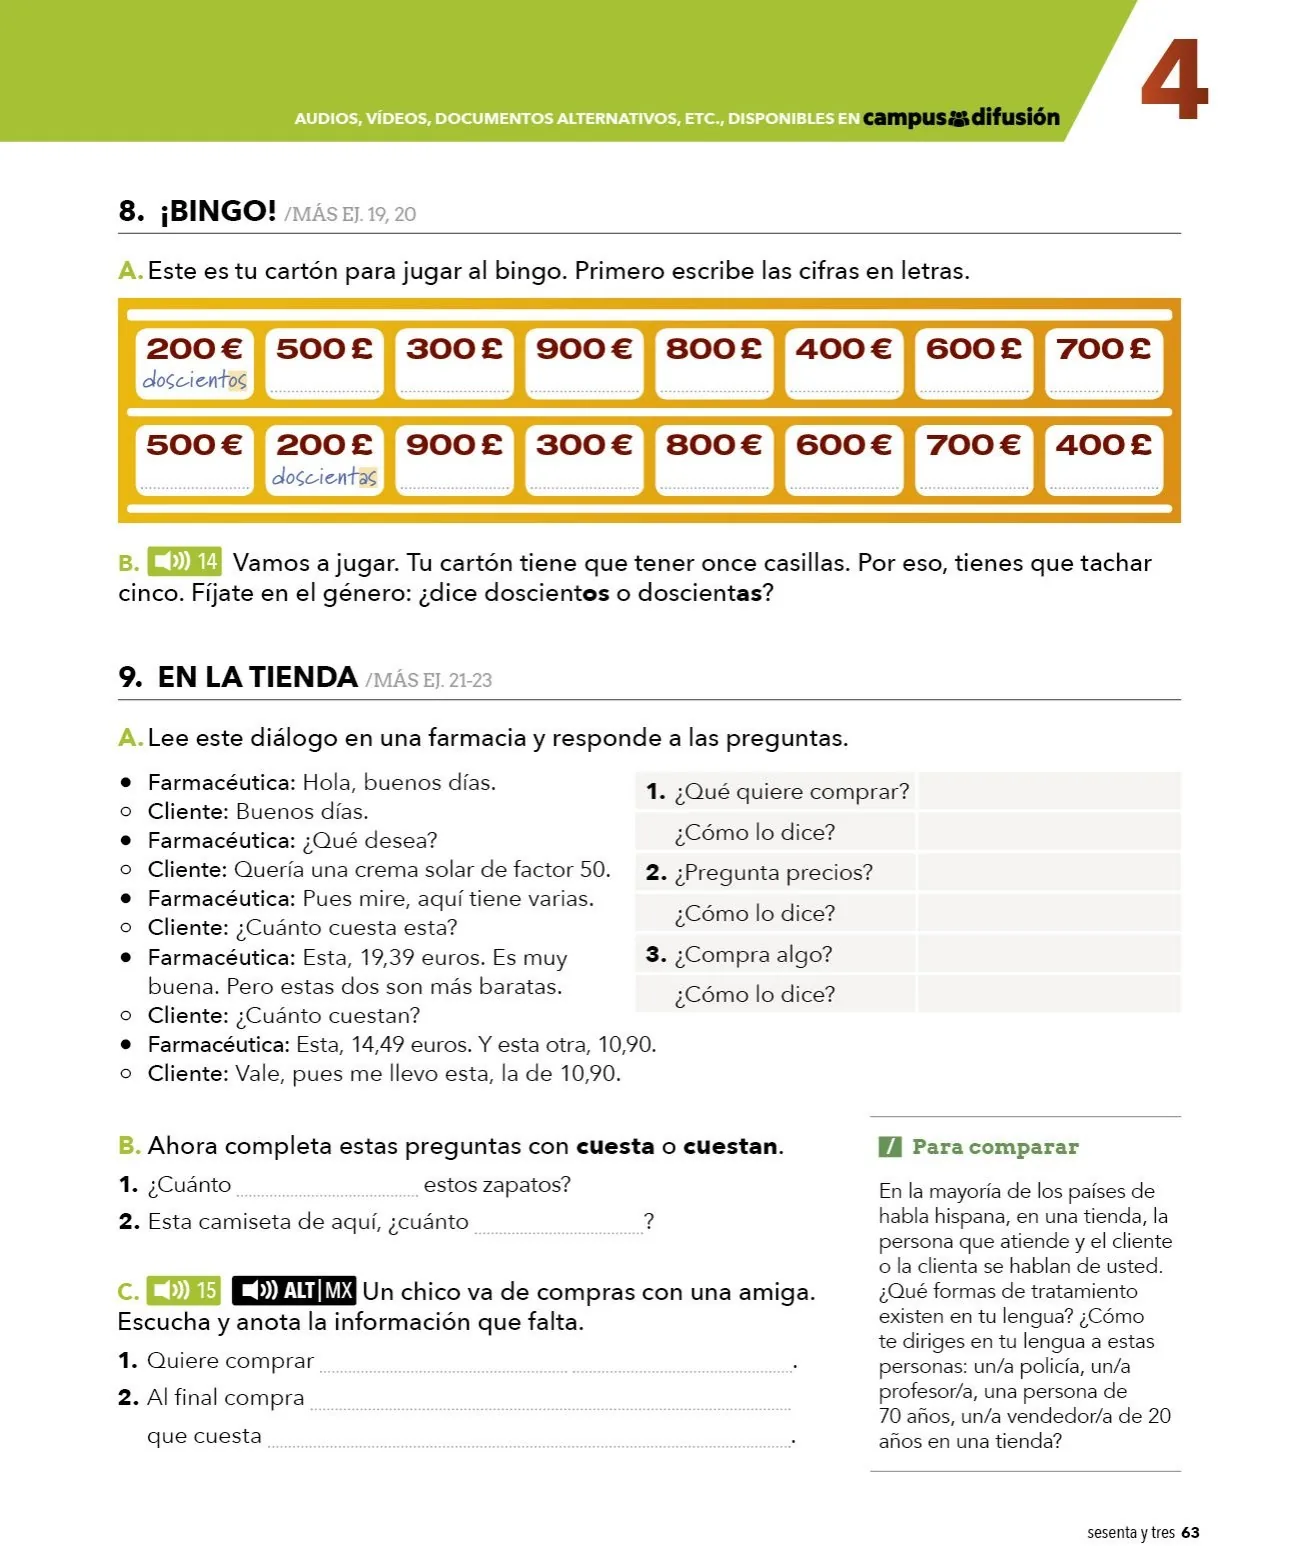 4
AUDIOS, VÍDEOS, DOCUMENTOS ALTERNATIVOS, ETC., DISPONIBLES EN campus difusión
8. ¡BINGO! /MÁS EJ. 19, 20
A. Este es tu cartón para jugar al bingo. Primero escribe las cifras en letras.
200 € 500 £ 300 £ 900 € 800 £ 400 € 600 £ 700 £
doscientos
500 € 200 £ 900 £ 300 € 800 € 600 € 700 € 400 £
doscientas
B. 14 Vamos a jugar. Tu cartón tiene que tener once casillas. Por eso, tienes que tachar
cinco. Fíjate en el género: ¿dice doscientos o doscientas?
9. EN LA TIENDA /MÁS EJ. 21-23
A. Lee este diálogo en una farmacia y responde a las preguntas.
• Farmacéutica: Hola, buenos días.
○ Cliente: Buenos días.
• Farmacéutica: ¿Qué desea?
○ Cliente: Quería una crema solar de factor 50.
• Farmacéutica: Pues mire, aquí tiene varias.
○ Cliente: ¿Cuánto cuesta esta?
• Farmacéutica: Esta, 19,39 euros. Es muy
buena. Pero estas dos son más baratas.
○ Cliente: ¿Cuánto cuestan?
• Farmacéutica: Esta, 14,49 euros. Y esta otra, 10,90.
○ Cliente: Vale, pues me llevo esta, la de 10,90.
1. ¿Qué quiere comprar?
¿Cómo lo dice?
2. ¿Pregunta precios?
¿Cómo lo dice?
3. ¿Compra algo?
¿Cómo lo dice?
B. Ahora completa estas preguntas con cuesta o cuestan.
1. ¿Cuánto estos zapatos?
2. Esta camiseta de aquí, ¿cuánto ?
C. 15 ALT|MX Un chico va de compras con una amiga.
Escucha y anota la información que falta.
1. Quiere comprar .
2. Al final compra
que cuesta .
/ Para comparar
En la mayoría de los países de
habla hispana, en una tienda, la
persona que atiende y el cliente
o la clienta se hablan de usted.
¿Qué formas de tratamiento
existen en tu lengua? ¿Cómo
te diriges en tu lengua a estas
personas: un/a policía, un/a
profesor/a, una persona de
70 años, un/a vendedor/a de 20
años en una tienda?
sesenta y tres 63